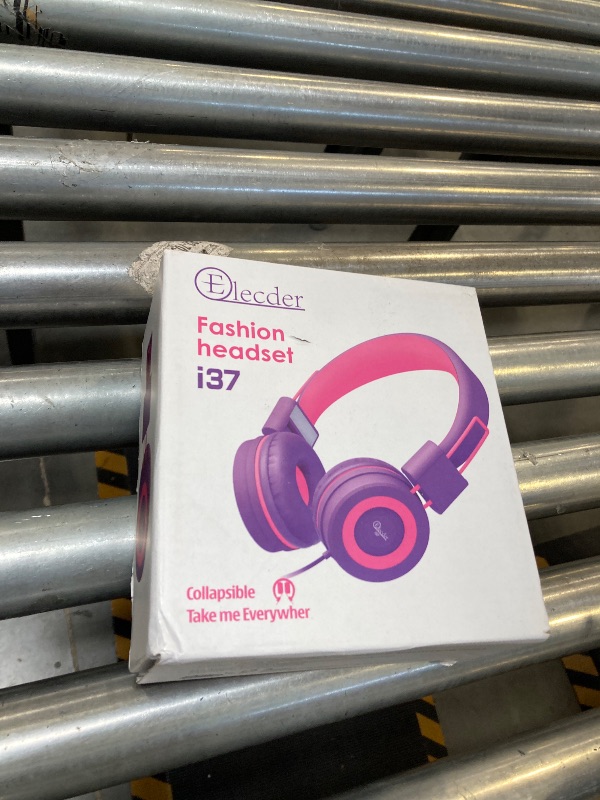 Elecder
Fashion
headset
i37
Collapsible
Take me Everywher